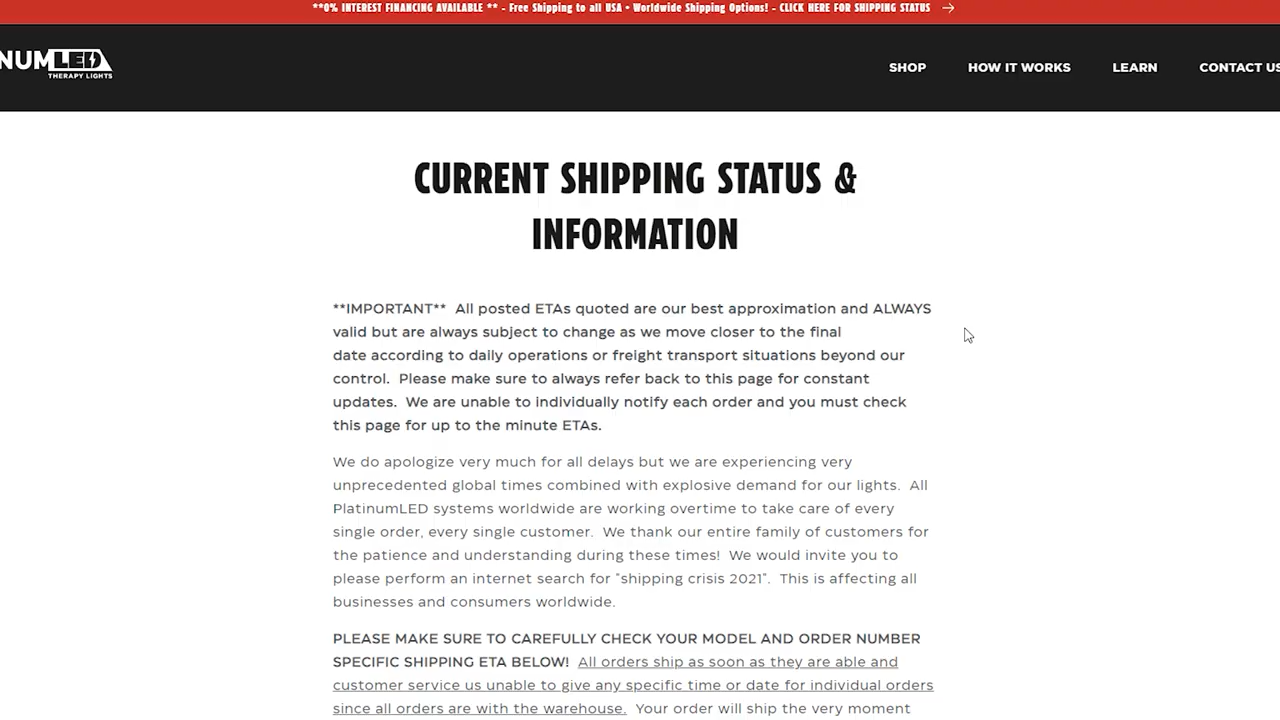 **0% INTEREST FINANCING AVAILABLE ** - Free Shipping to all USA • Worldwide Shipping Options! - CLICK HERE FOR SHIPPING STATUS →
NUMLED
THERAPY LIGHTS
SHOP HOW IT WORKS LEARN CONTACT US
CURRENT SHIPPING STATUS &
INFORMATION
**IMPORTANT** All posted ETAs quoted are our best approximation and ALWAYS
valid but are always subject to change as we move closer to the final
date according to daily operations or freight transport situations beyond our
control. Please make sure to always refer back to this page for constant
updates. We are unable to individually notify each order and you must check
this page for up to the minute ETAs.
We do apologize very much for all delays but we are experiencing very
unprecedented global times combined with explosive demand for our lights. All
PlatinumLED systems worldwide are working overtime to take care of every
single order, every single customer. We thank our entire family of customers for
the patience and understanding during these times! We would invite you to
please perform an internet search for "shipping crisis 2021". This is affecting all
businesses and consumers worldwide.
PLEASE MAKE SURE TO CAREFULLY CHECK YOUR MODEL AND ORDER NUMBER
SPECIFIC SHIPPING ETA BELOW! All orders ship as soon as they are able and
customer service us unable to give any specific time or date for individual orders
since all orders are with the warehouse. Your order will ship the very moment